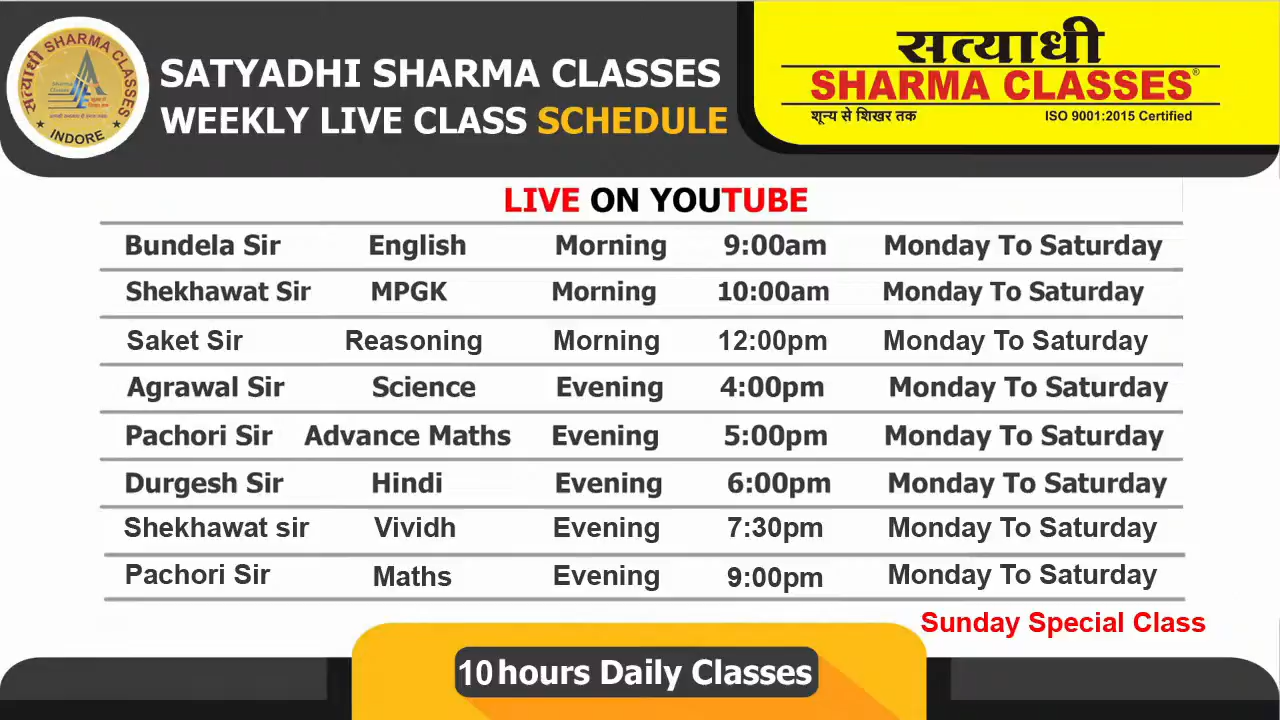 सत्याधी SHARMA CLASSES
INDORE
SATYADHI SHARMA CLASSES
WEEKLY LIVE CLASS SCHEDULE
सत्याधी
SHARMA CLASSES®
शून्य से शिखर तक ISO 9001:2015 Certified
LIVE ON YOUTUBE
Bundela Sir English Morning 9:00am Monday To Saturday
Shekhawat Sir MPGK Morning 10:00am Monday To Saturday
Saket Sir Reasoning Morning 12:00pm Monday To Saturday
Agrawal Sir Science Evening 4:00pm Monday To Saturday
Pachori Sir Advance Maths Evening 5:00pm Monday To Saturday
Durgesh Sir Hindi Evening 6:00pm Monday To Saturday
Shekhawat sir Vividh Evening 7:30pm Monday To Saturday
Pachori Sir Maths Evening 9:00pm Monday To Saturday
Sunday Special Class
10 hours Daily Classes